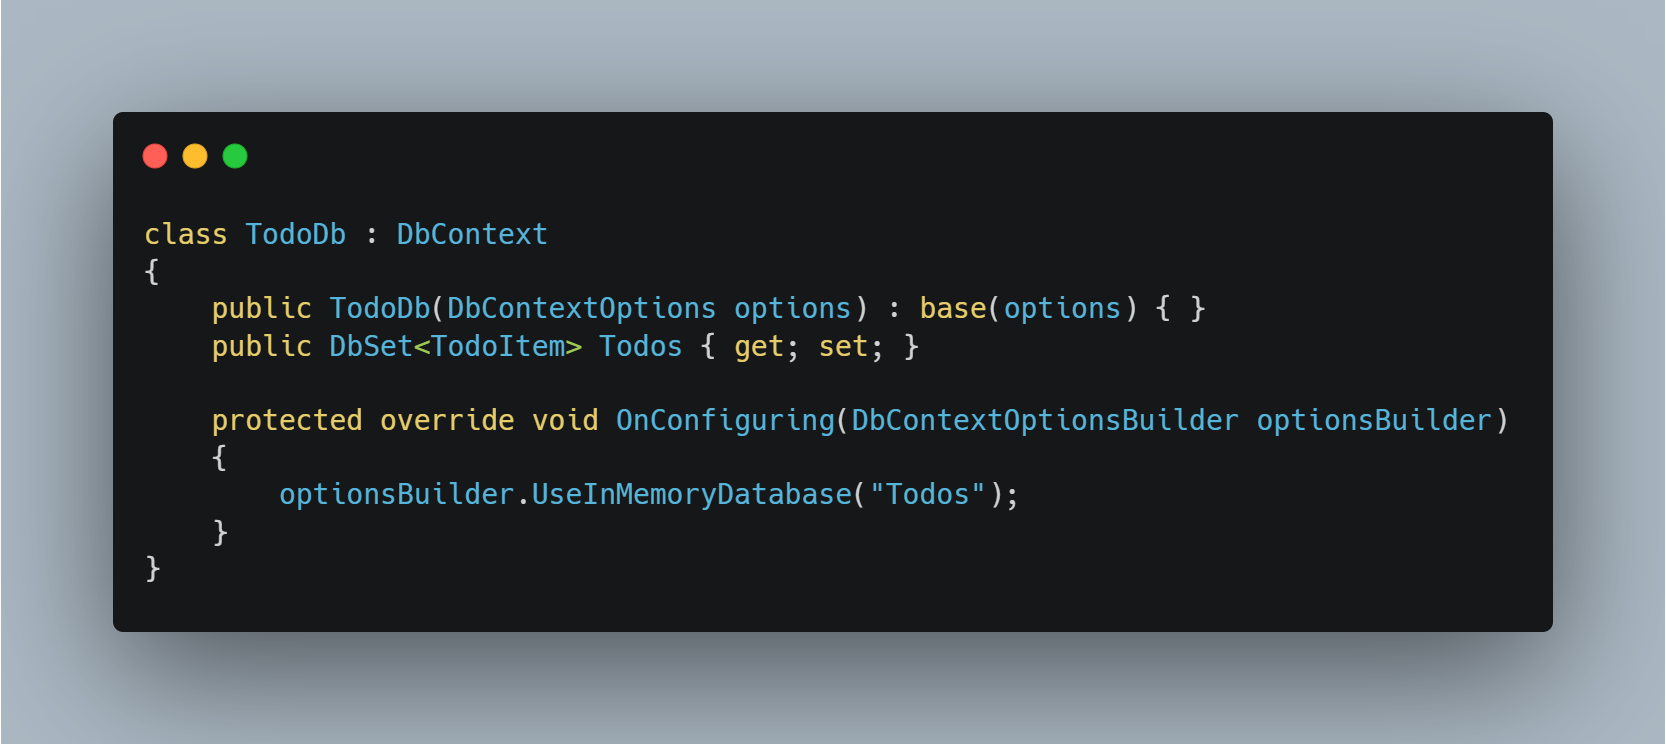 class TodoDb : DbContext
{
    public TodoDb(DbContextOptions options) : base(options) { }
    public DbSet<TodoItem> Todos { get; set; }

    protected override void OnConfiguring(DbContextOptionsBuilder optionsBuilder)
    {
        optionsBuilder.UseInMemoryDatabase("Todos");
    }
}